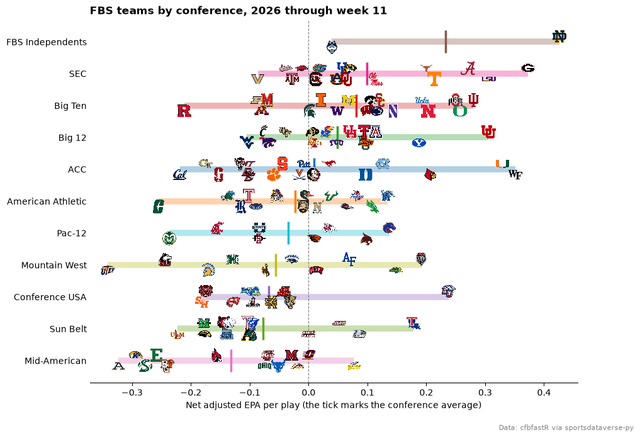 FBS teams by conference, 2026 through week 11
FBS Independents
SEC
Big Ten
Big 12
ACC
American Athletic
Pac-12
Mountain West
Conference USA
Sun Belt
Mid-American
−0.3 −0.2 −0.1 0.0 0.1 0.2 0.3 0.4
Net adjusted EPA per play (the tick marks the conference average)
Data: cfbfastR via sportsdataverse-py